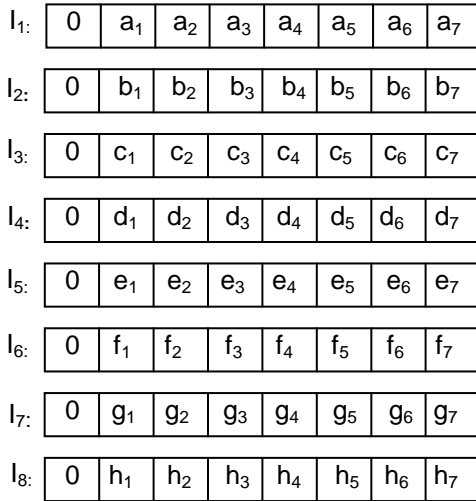 I₁: 0 a₁ a₂ a₃ a₄ a₅ a₆ a₇
I₂: 0 b₁ b₂ b₃ b₄ b₅ b₆ b₇
I₃: 0 c₁ c₂ c₃ c₄ c₅ c₆ c₇
I₄: 0 d₁ d₂ d₃ d₄ d₅ d₆ d₇
I₅: 0 e₁ e₂ e₃ e₄ e₅ e₆ e₇
I₆: 0 f₁ f₂ f₃ f₄ f₅ f₆ f₇
I₇: 0 g₁ g₂ g₃ g₄ g₅ g₆ g₇
I₈: 0 h₁ h₂ h₃ h₄ h₅ h₆ h₇